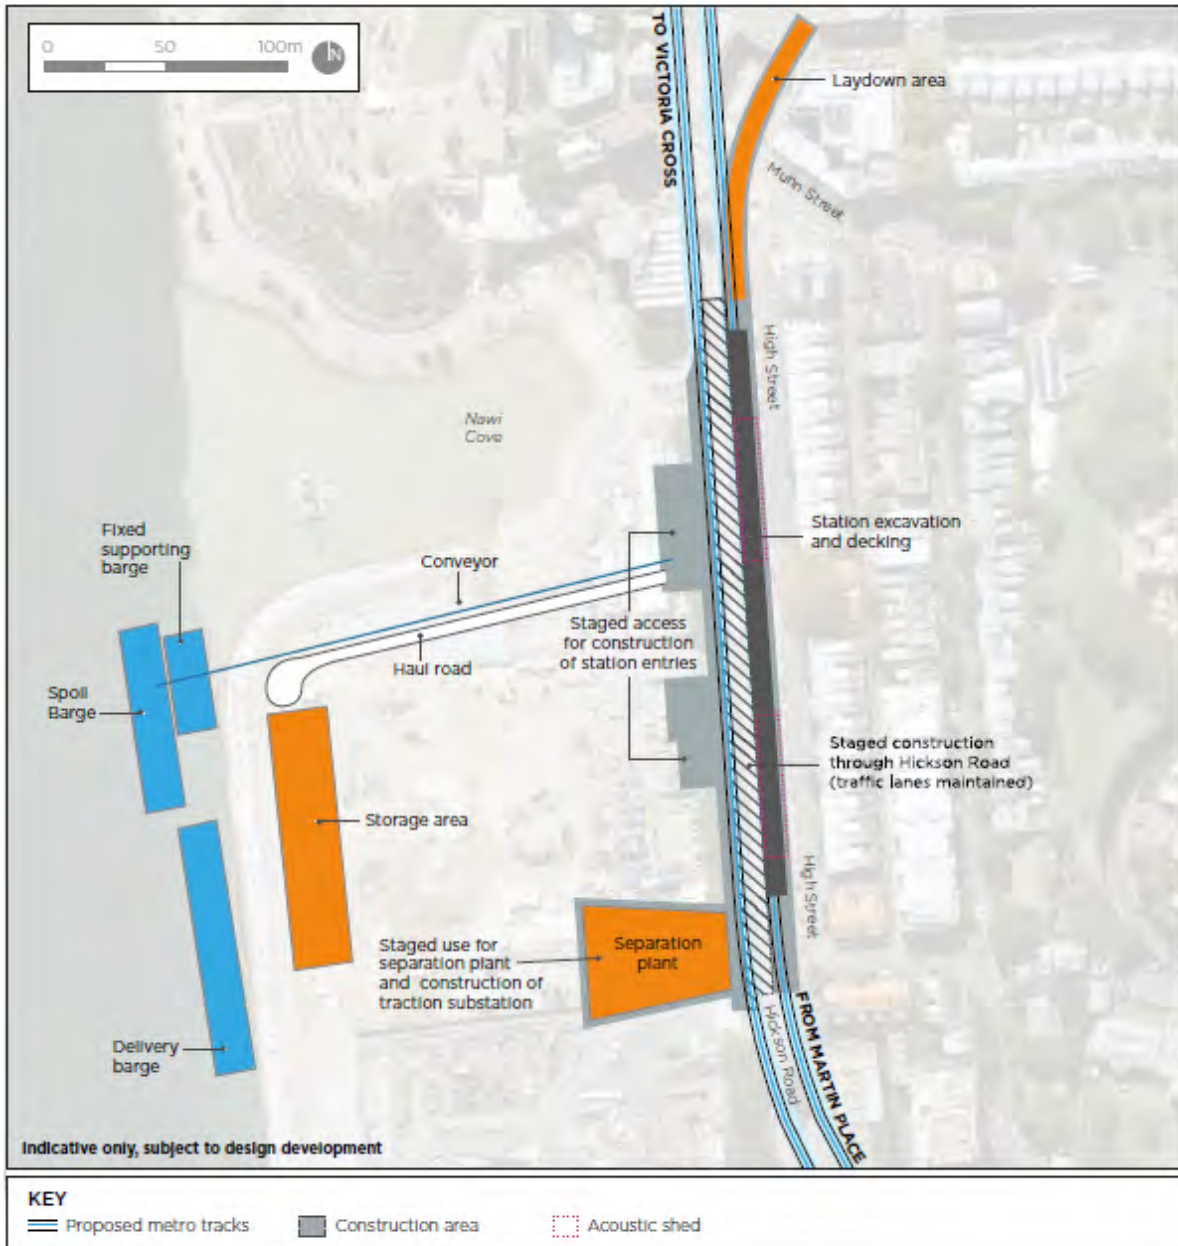 0 50 100m
N
TO VICTORIA CROSS
Laydown area
Munn Street
High Street
Nawi
Cove
Fixed
supporting
barge
Conveyor
Station excavation
and decking
Staged access
for construction
of station entries
Haul road
Spoil
Barge
Staged construction
through Hickson Road
(traffic lanes maintained)
Storage area
High Street
Staged use for
separation plant
and construction of
traction substation
Separation
plant
Delivery
barge
Hickson Road
FROM MARTIN PLACE
Indicative only, subject to design development
KEY
Proposed metro tracks
Construction area
Acoustic shed